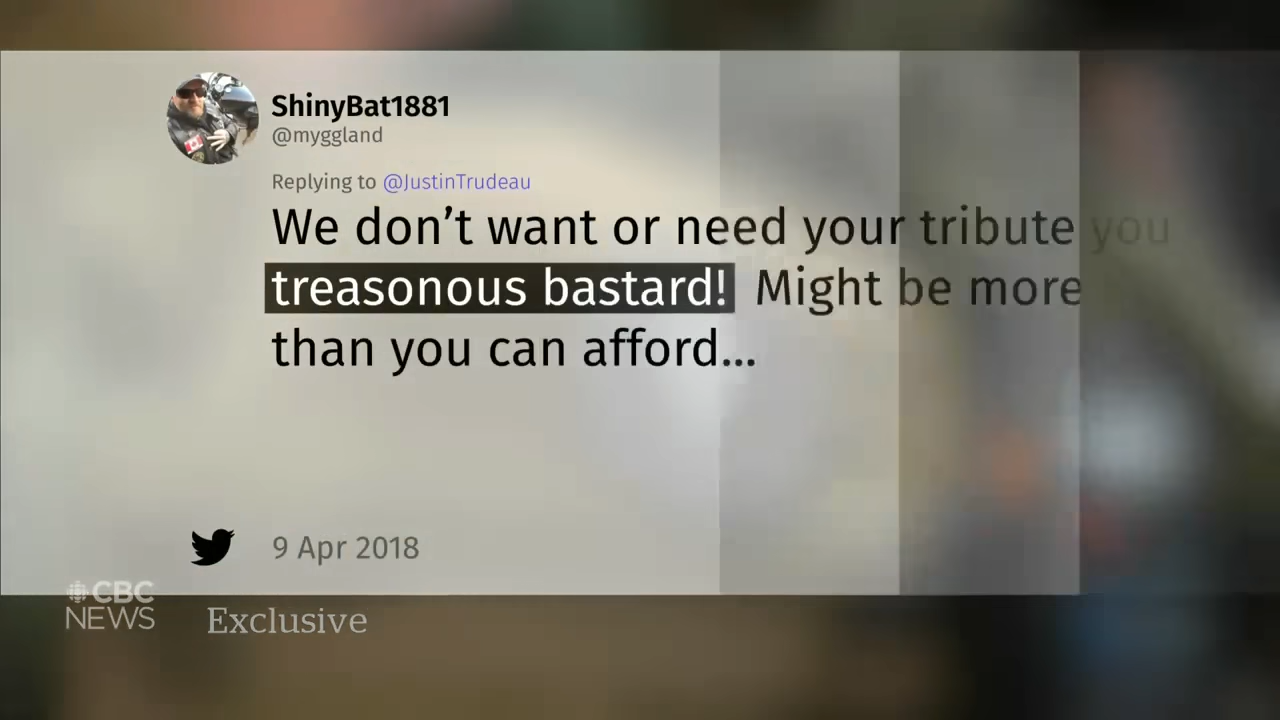 ShinyBat1881
@myggland
Replying to @JustinTrudeau
We don’t want or need your tribute you
treasonous bastard! Might be more
than you can afford...
9 Apr 2018
CBC
NEWS
Exclusive